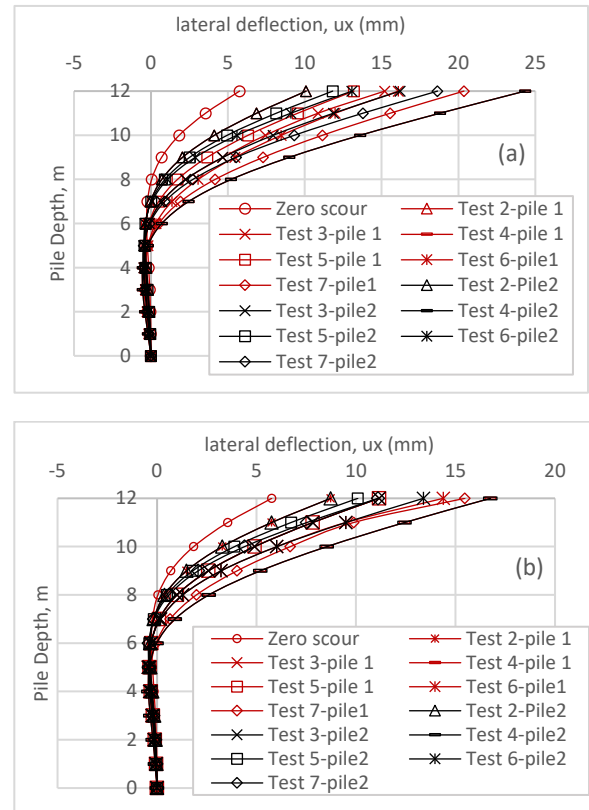 lateral deflection, ux (mm)
-5 0 5 10 15 20 25
12
10
8
6
4
2
0
Pile Depth, m
(a)
Zero scour Test 2-pile 1
Test 3-pile 1 Test 4-pile 1
Test 5-pile 1 Test 6-pile1
Test 7-pile1 Test 2-Pile2
Test 3-pile2 Test 4-pile2
Test 5-pile2 Test 6-pile2
Test 7-pile2
lateral deflection, ux (mm)
-5 0 5 10 15 20
12
10
8
6
4
2
0
Pile Depth, m
(b)
Zero scour Test 2-pile 1
Test 3-pile 1 Test 4-pile 1
Test 5-pile 1 Test 6-pile1
Test 7-pile1 Test 2-Pile2
Test 3-pile2 Test 4-pile2
Test 5-pile2 Test 6-pile2
Test 7-pile2